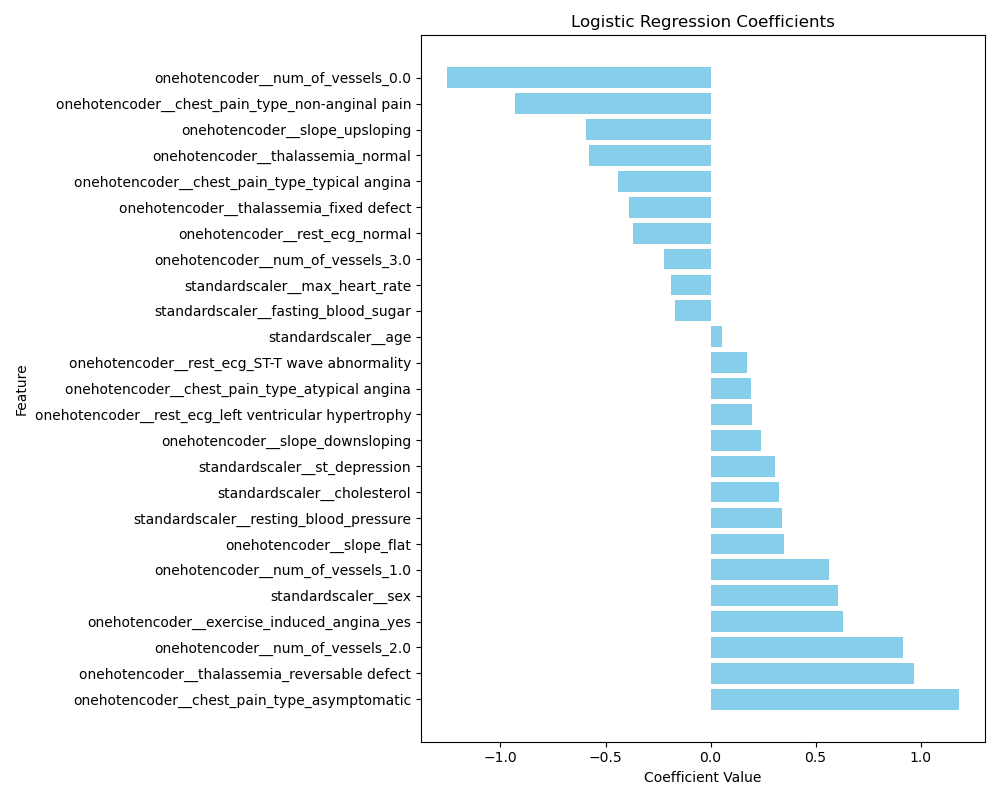 Logistic Regression Coefficients
onehotencoder__num_of_vessels_0.0
onehotencoder__chest_pain_type_non-anginal pain
onehotencoder__slope_upsloping
onehotencoder__thalassemia_normal
onehotencoder__chest_pain_type_typical angina
onehotencoder__thalassemia_fixed defect
onehotencoder__rest_ecg_normal
onehotencoder__num_of_vessels_3.0
standardscaler__max_heart_rate
standardscaler__fasting_blood_sugar
standardscaler__age
onehotencoder__rest_ecg_ST-T wave abnormality
onehotencoder__chest_pain_type_atypical angina
onehotencoder__rest_ecg_left ventricular hypertrophy
onehotencoder__slope_downsloping
standardscaler__st_depression
standardscaler__cholesterol
standardscaler__resting_blood_pressure
onehotencoder__slope_flat
onehotencoder__num_of_vessels_1.0
standardscaler__sex
onehotencoder__exercise_induced_angina_yes
onehotencoder__num_of_vessels_2.0
onehotencoder__thalassemia_reversable defect
onehotencoder__chest_pain_type_asymptomatic
Feature
−1.0 −0.5 0.0 0.5 1.0
Coefficient Value